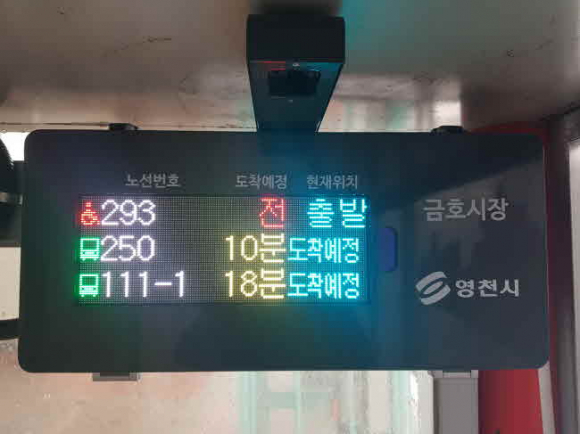 노선번호 도착예정 현재위치
293 전 출발
250 10분 도착예정
111-1 18분 도착예정
금호시장
영천시